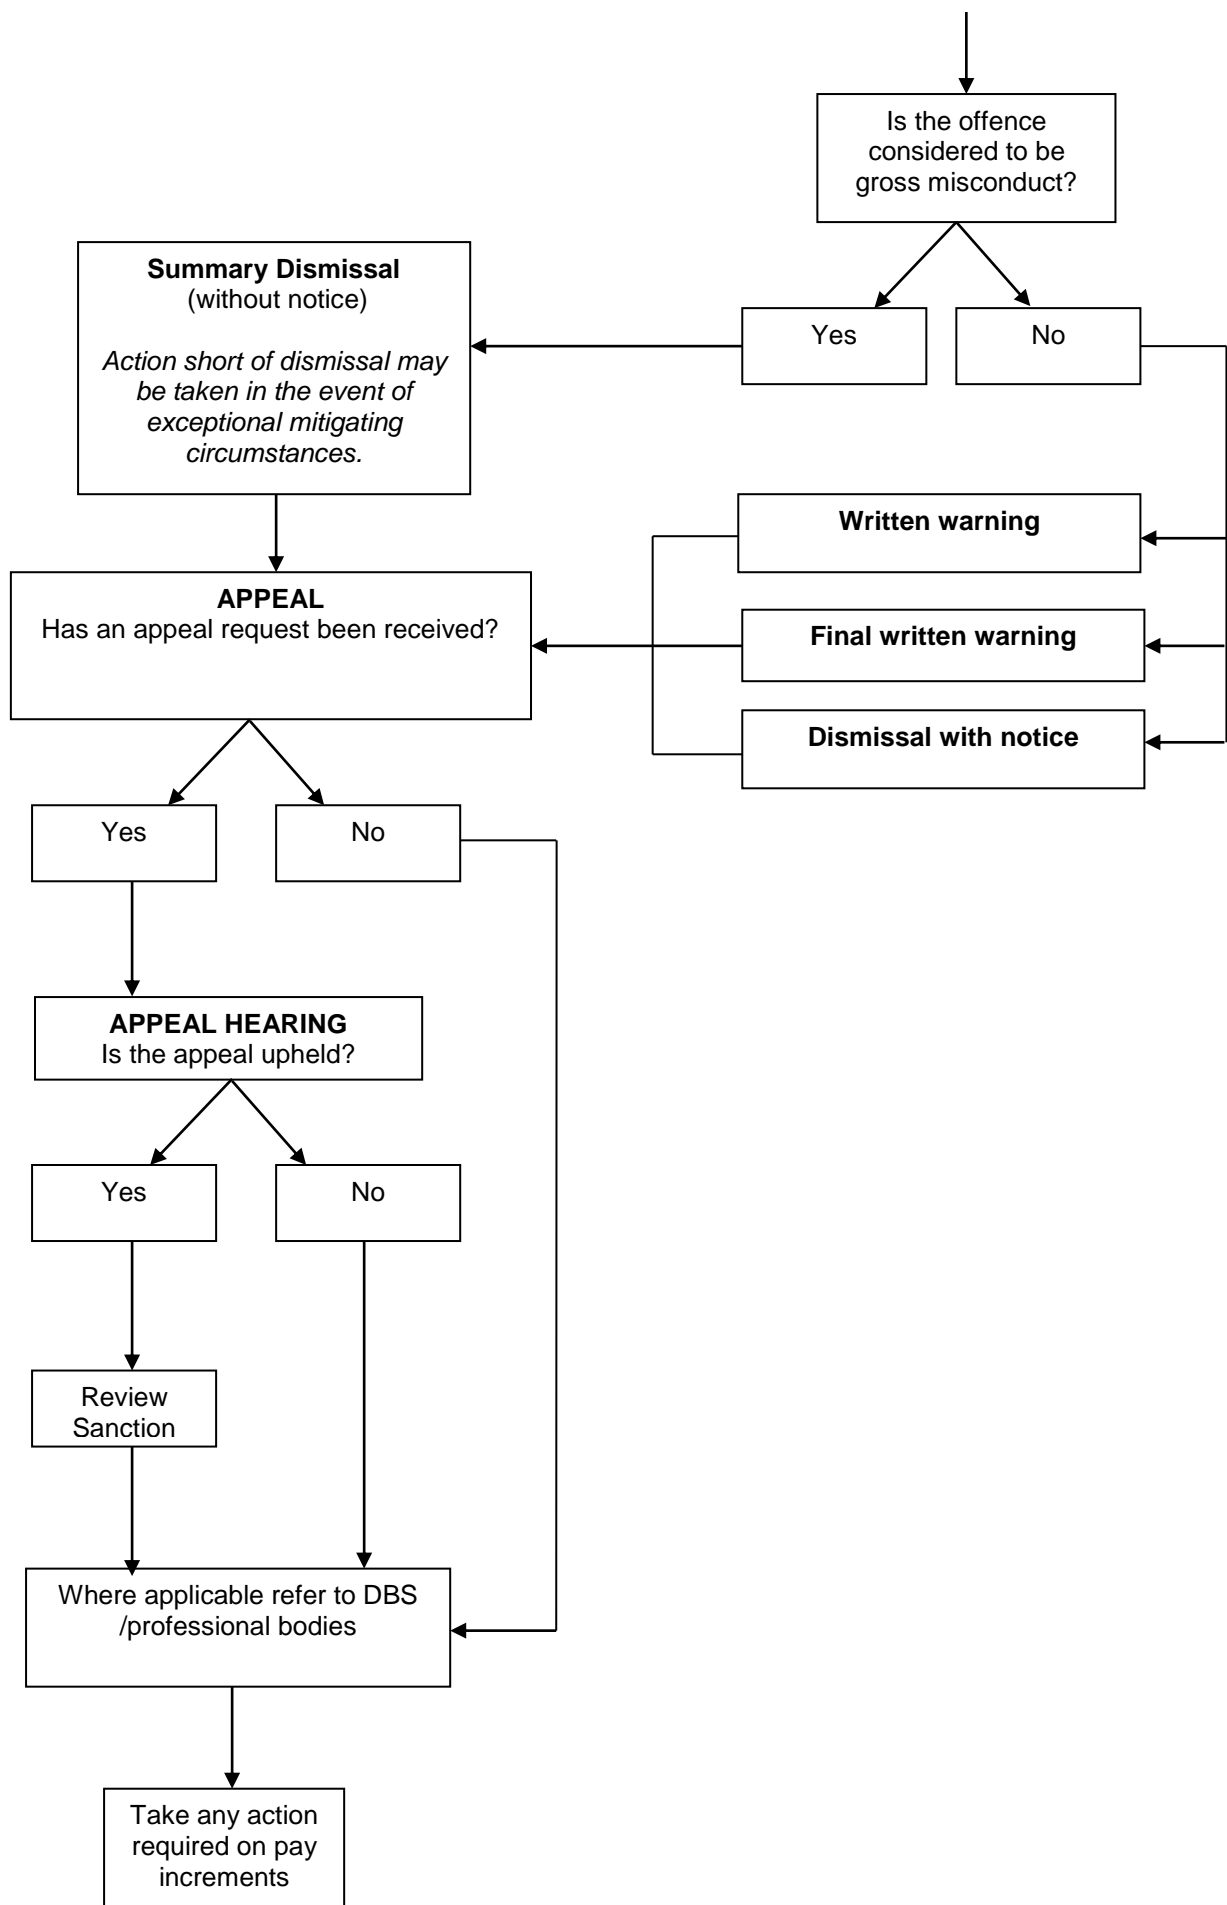 Is the offence
considered to be
gross misconduct?
Summary Dismissal
(without notice)
Action short of dismissal may
be taken in the event of
exceptional mitigating
circumstances.
Yes
No
Written warning
APPEAL
Has an appeal request been received?
Final written warning
Dismissal with notice
Yes
No
APPEAL HEARING
Is the appeal upheld?
Yes
No
Review
Sanction
Where applicable refer to DBS
/professional bodies
Take any action
required on pay
increments